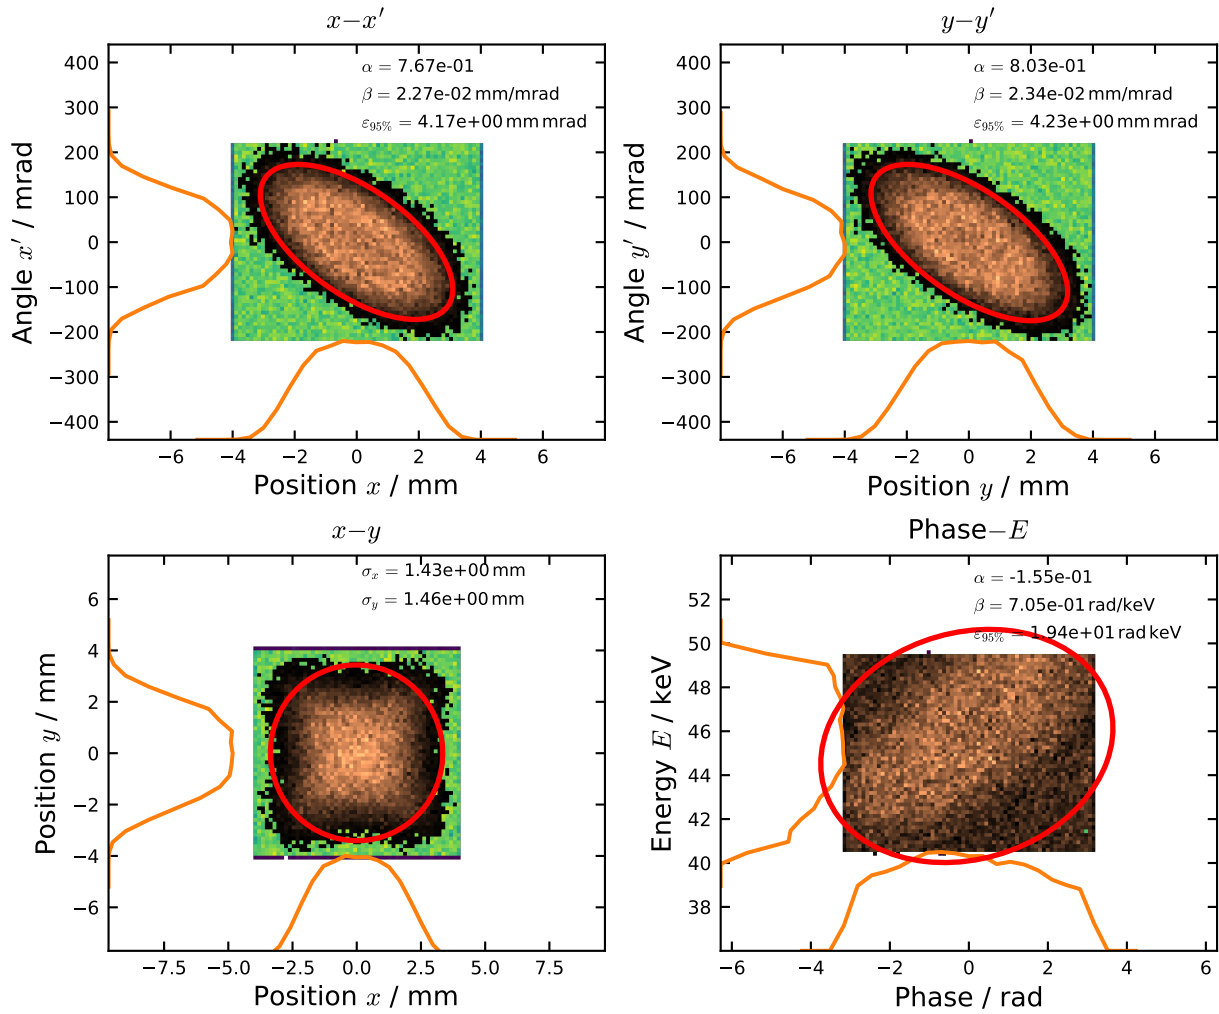 x−x′
α = 7.67e-01
β = 2.27e-02 mm/mrad
ε95% = 4.17e+00 mm mrad
Angle x′ / mrad
400
300
200
100
0
−100
−200
−300
−400
−6 −4 −2 0 2 4 6
Position x / mm
y−y′
α = 8.03e-01
β = 2.34e-02 mm/mrad
ε95% = 4.23e+00 mm mrad
Angle y′ / mrad
400
300
200
100
0
−100
−200
−300
−400
−6 −4 −2 0 2 4 6
Position y / mm
x−y
σx = 1.43e+00 mm
σy = 1.46e+00 mm
Position y / mm
6
4
2
0
−2
−4
−6
−7.5 −5.0 −2.5 0.0 2.5 5.0 7.5
Position x / mm
Phase−E
α = -1.55e-01
β = 7.05e-01 rad/keV
ε95% = 1.94e+01 rad keV
Energy E / keV
52
50
48
46
44
42
40
38
−6 −4 −2 0 2 4 6
Phase / rad